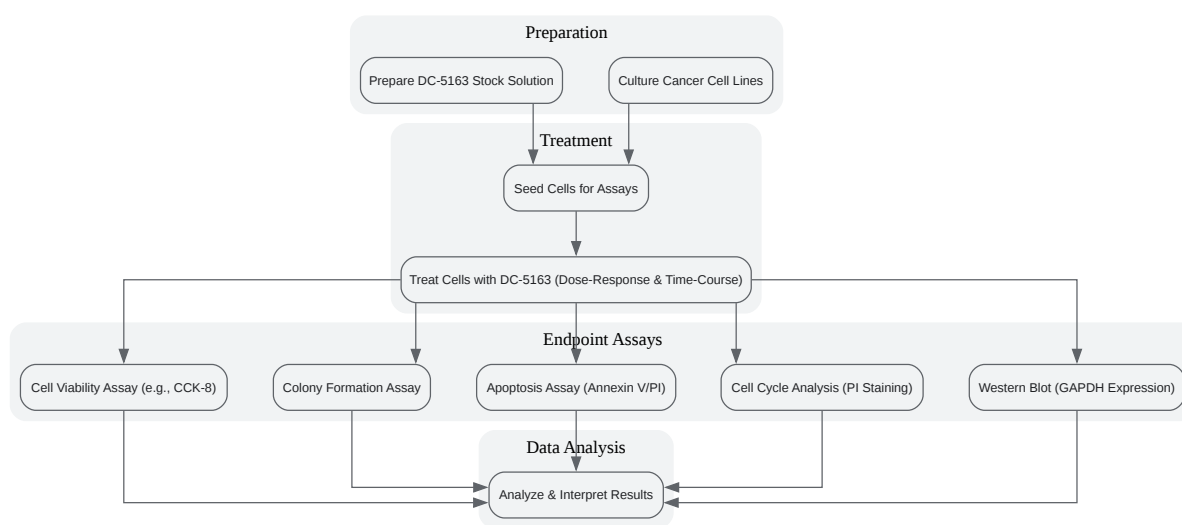 Preparation
Prepare DC-5163 Stock Solution
Culture Cancer Cell Lines
Treatment
Seed Cells for Assays
Treat Cells with DC-5163 (Dose-Response & Time-Course)
Endpoint Assays
Cell Viability Assay (e.g., CCK-8)
Colony Formation Assay
Apoptosis Assay (Annexin V/PI)
Cell Cycle Analysis (PI Staining)
Western Blot (GAPDH Expression)
Data Analysis
Analyze & Interpret Results